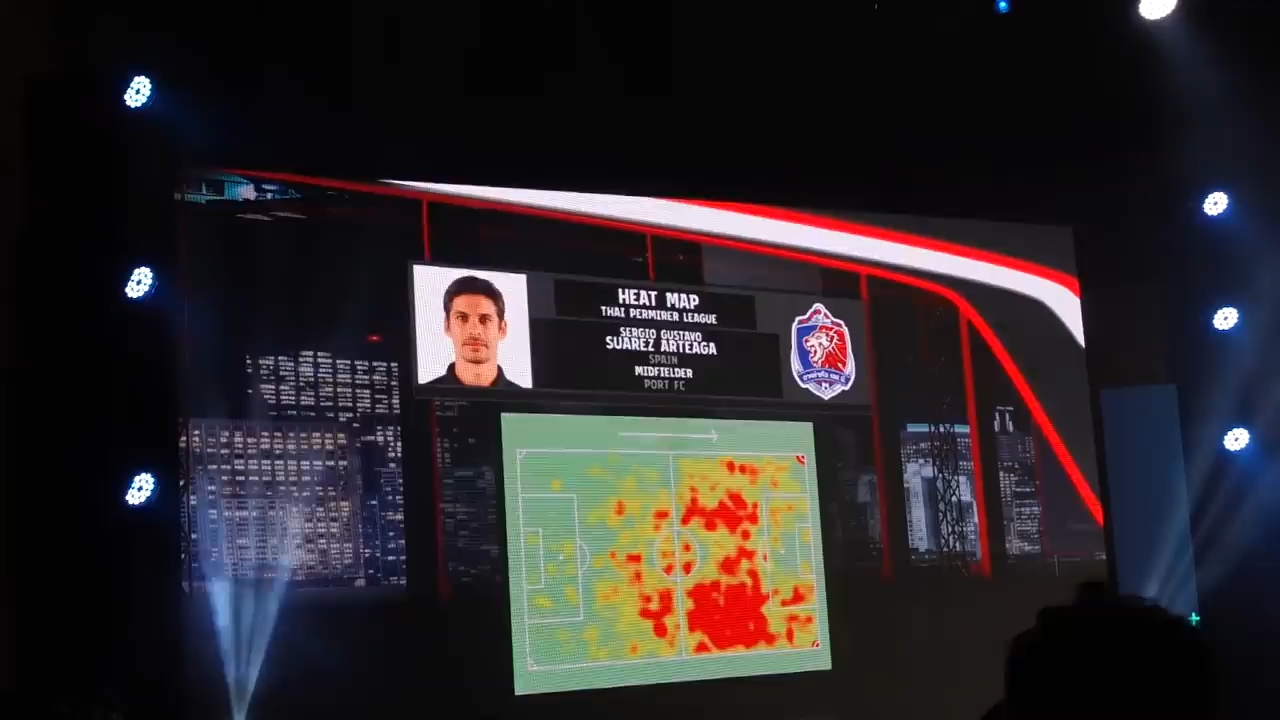 HEAT MAP
THAI PERMIRER LEAGUE
SERGIO GUSTAVO
SUAREZ ARTEAGA
SPAIN
MIDFIELDER
PORT FC